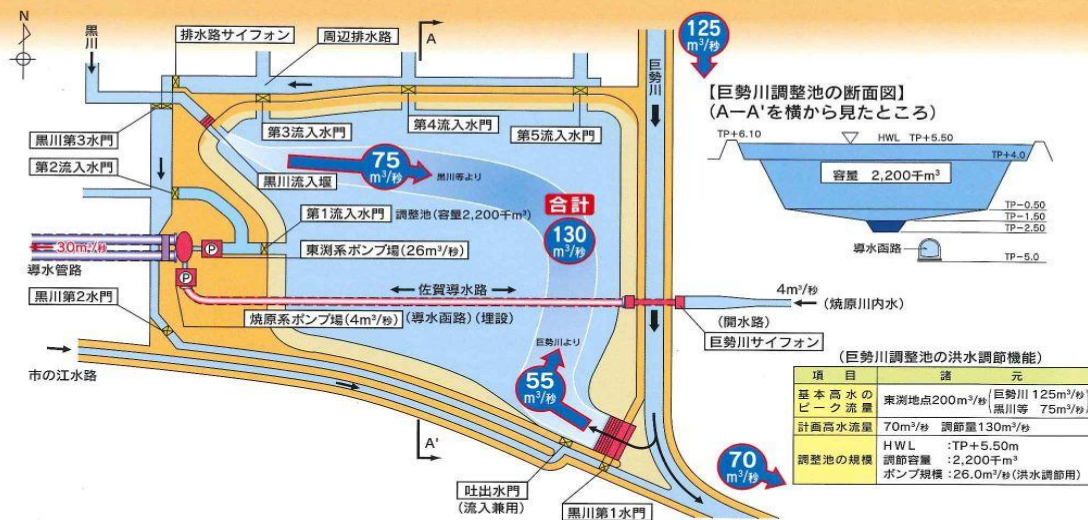 N
黒川
排水路サイフォン
周辺排水路
A
巨勢川
125
m³/秒
【巨勢川調整池の断面図】
(A−A'を横から見たところ)
TP+6.10
HWL TP+5.50
TP+4.0
容量 2,200千m³
TP-0.50
TP-1.50
TP-2.50
導水函路
TP-5.0
黒川第3水門
第2流入水門
第3流入水門
第4流入水門
第5流入水門
75
m³/秒
黒川等より
黒川流入堰
合計
130
m³/秒
第1流入水門
調整池(容量2,200千m³)
30m³/秒
P
東渕系ポンプ場(26m³/秒)
導水管路
P
佐賀導水路
4m³/秒
(焼原川内水)
黒川第2水門
焼原系ポンプ場(4m³/秒)
(導水函路)(埋設)
(開水路)
巨勢川サイフォン
市の江水路
巨勢川より
55
m³/秒
A'
吐出水門
(流入兼用)
黒川第1水門
70
m³/秒
(巨勢川調整池の洪水調節機能)
項目 諸元
基本高水のピーク流量 東渕地点200m³/秒(巨勢川 125m³/秒 黒川等 75m³/秒)
計画高水流量 70m³/秒 調節量130m³/秒
調整池の規模 HWL :TP+5.50m
調節容量 :2,200千m³
ポンプ規模 :26.0m³/秒(洪水調節用)